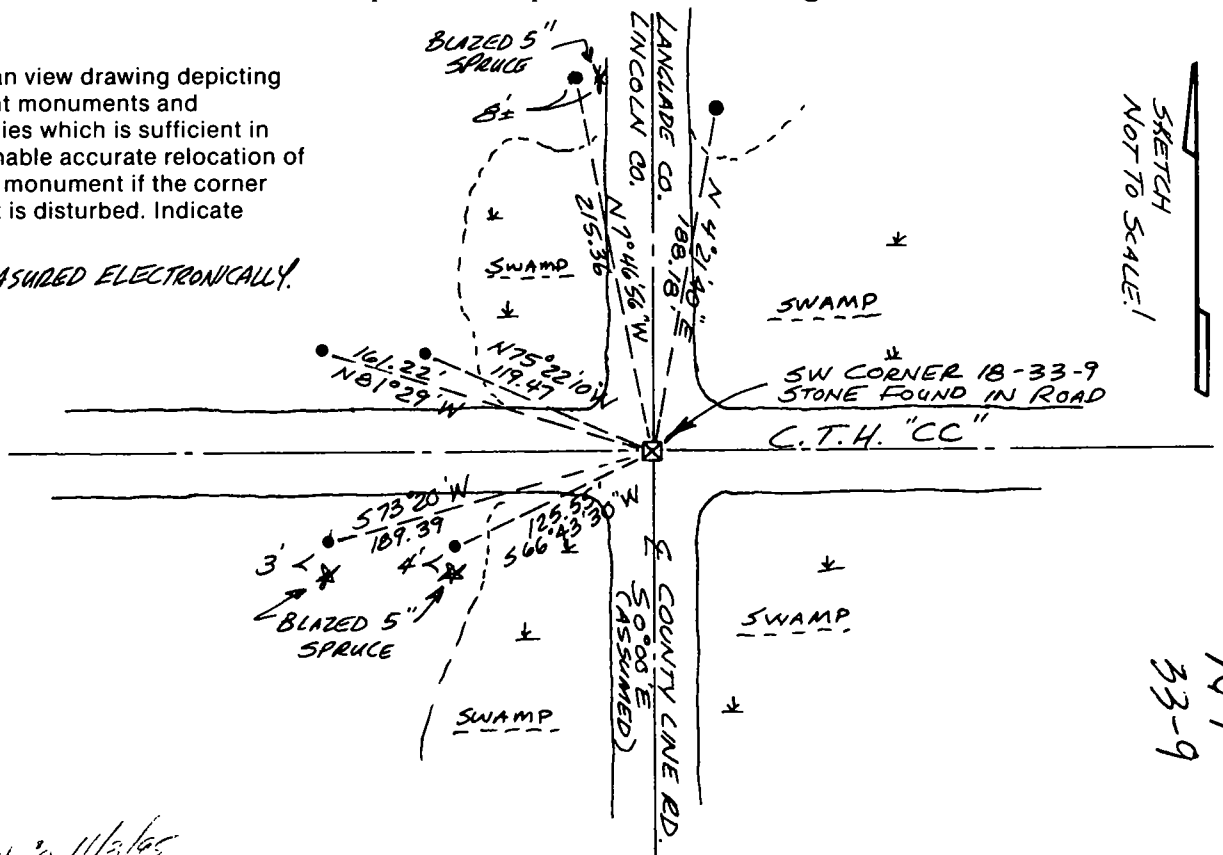 an view drawing depicting
nt monuments and
ies which is sufficient in
nable accurate relocation of
monument if the corner
t is disturbed. Indicate
ASURED ELECTRONICALLY.
BLAZED 5"
SPRUCE
8'±
LANGLADE CO.
LINCOLN CO.
N 7°46'56"W
215.36
N 4°21'40" E
188.18'
SKETCH
NOT TO SCALE!
SWAMP
SWAMP
161.22'
N81°29'W
N75°22'10"W
119.47
SW CORNER 18-33-9
STONE FOUND IN ROAD
C.T.H. "CC"
S73°20'W
189.39
125.55'
S66°43'30"W
3'
4'
BLAZED 5"
SPRUCE
SWAMP
℄ COUNTY LINE RD.
S0°00'E
(ASSUMED)
SWAMP
33-9
11/3/95